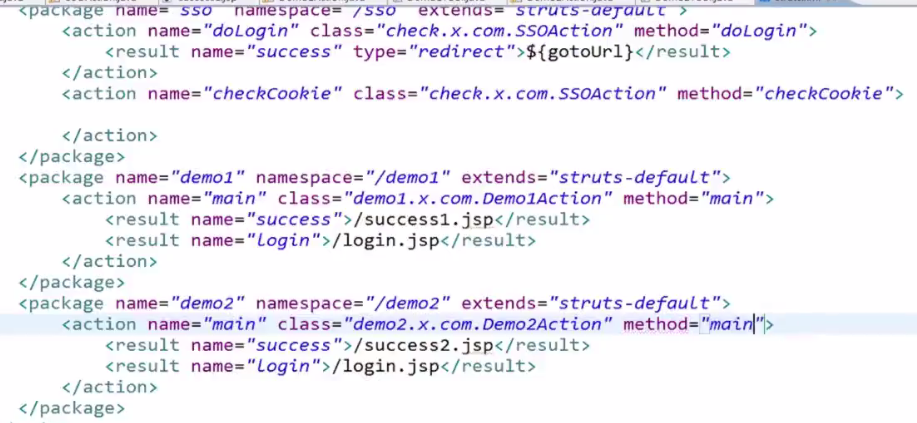 <package name="sso" namespace="/sso" extends="struts-default">
<action name="doLogin" class="check.x.com.SSOAction" method="doLogin">
<result name="success" type="redirect">${gotoUrl}</result>
</action>
<action name="checkCookie" class="check.x.com.SSOAction" method="checkCookie">
</action>
</package>
<package name="demo1" namespace="/demo1" extends="struts-default">
<action name="main" class="demo1.x.com.Demo1Action" method="main">
<result name="success">/success1.jsp</result>
<result name="login">/login.jsp</result>
</action>
</package>
<package name="demo2" namespace="/demo2" extends="struts-default">
<action name="main" class="demo2.x.com.Demo2Action" method="main">
<result name="success">/success2.jsp</result>
<result name="login">/login.jsp</result>
</action>
</package>